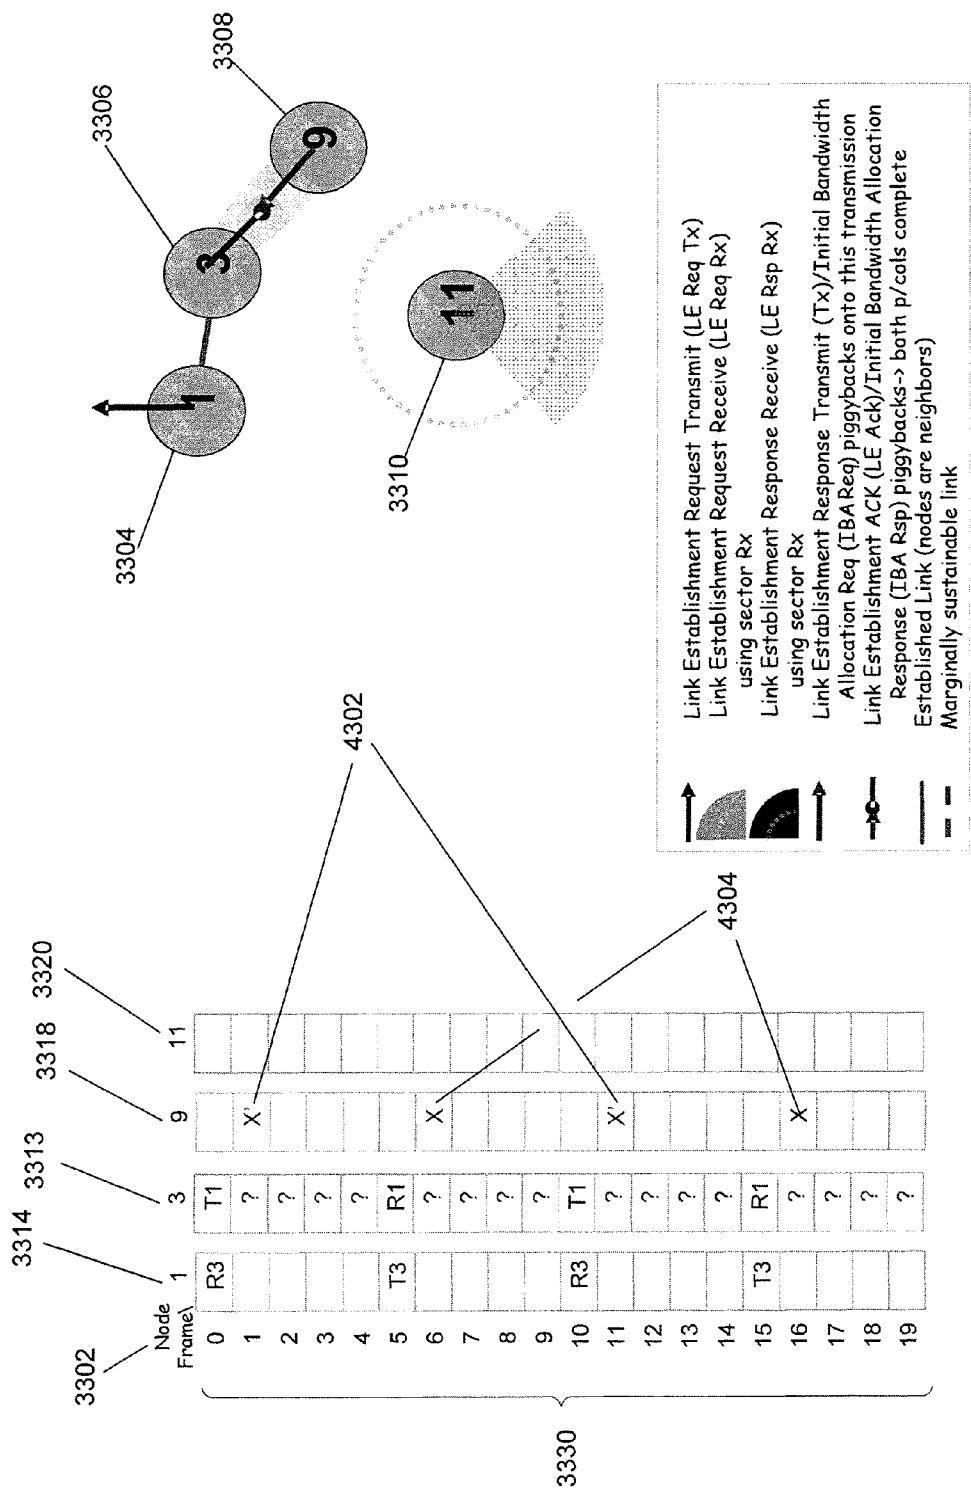 3302
3314
3313
3318
3320
Node
Frame\
1
3
9
11
0 R3 T1
1 ? X'
2 ?
3 ?
4 ?
5 T3 R1
6 ? X
7 ?
8 ?
9 ?
10 R3 T1
11 ? X'
12 ?
13 ?
14 ?
15 T3 R1
16 ? X
17 ?
18 ?
19 ?
3330
4302
4304
3304
3306
3308
3310
1
3
9
11
Link Establishment Request Transmit (LE Req Tx)
Link Establishment Request Receive (LE Req Rx)
using sector Rx
Link Establishment Response Receive (LE Rsp Rx)
using sector Rx
Link Establishment Response Transmit (Tx)/Initial Bandwidth
Allocation Req (IBA Req) piggybacks onto this transmission
Link Establishment ACK (LE Ack)/Initial Bandwidth Allocation
Response (IBA Rsp) piggybacks-> both p/cols complete
Established Link (nodes are neighbors)
Marginally sustainable link